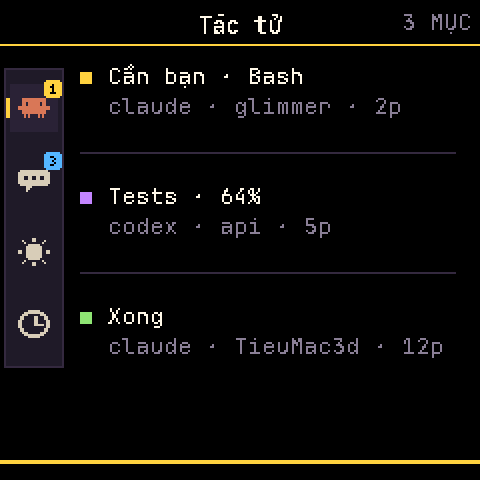 Tác tử
3 MỤC
1
3
Cần bạn · Bash
claude · glimmer · 2p
Tests · 64%
codex · api · 5p
Xong
claude · TieuMac3d · 12p